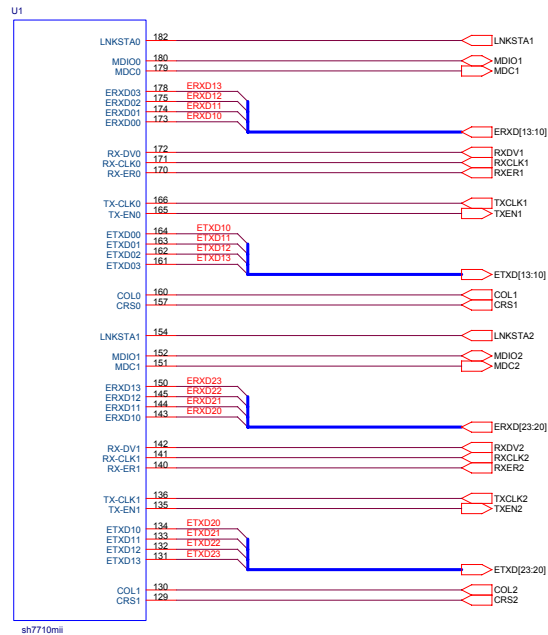 U1
LNKSTA0 182 LNKSTA1
MDIO0 180 MDIO1
MDC0 179 MDC1
ERXD03 178 ERXD13
ERXD02 175 ERXD12
ERXD01 174 ERXD11
ERXD00 173 ERXD10
ERXD[13:10]
RX-DV0 172 RXDV1
RX-CLK0 171 RXCLK1
RX-ER0 170 RXER1
TX-CLK0 166 TXCLK1
TX-EN0 165 TXEN1
ETXD00 164 ETXD10
ETXD01 163 ETXD11
ETXD02 162 ETXD12
ETXD03 161 ETXD13
ETXD[13:10]
COL0 160 COL1
CRS0 157 CRS1
LNKSTA1 154 LNKSTA2
MDIO1 152 MDIO2
MDC1 151 MDC2
ERXD13 150 ERXD23
ERXD12 145 ERXD22
ERXD11 144 ERXD21
ERXD10 143 ERXD20
ERXD[23:20]
RX-DV1 142 RXDV2
RX-CLK1 141 RXCLK2
RX-ER1 140 RXER2
TX-CLK1 136 TXCLK2
TX-EN1 135 TXEN2
ETXD10 134 ETXD20
ETXD11 133 ETXD21
ETXD12 132 ETXD22
ETXD13 131 ETXD23
ETXD[23:20]
COL1 130 COL2
CRS1 129 CRS2
sh7710mii